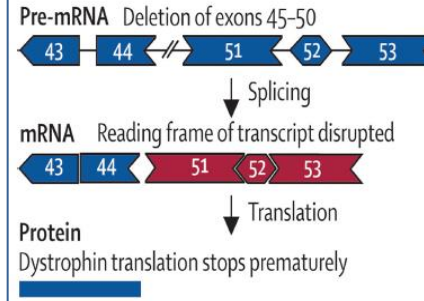 Pre-mRNA Deletion of exons 45–50
43 44 51 52 53
Splicing
mRNA Reading frame of transcript disrupted
43 44 51 52 53
Translation
Protein
Dystrophin translation stops prematurely